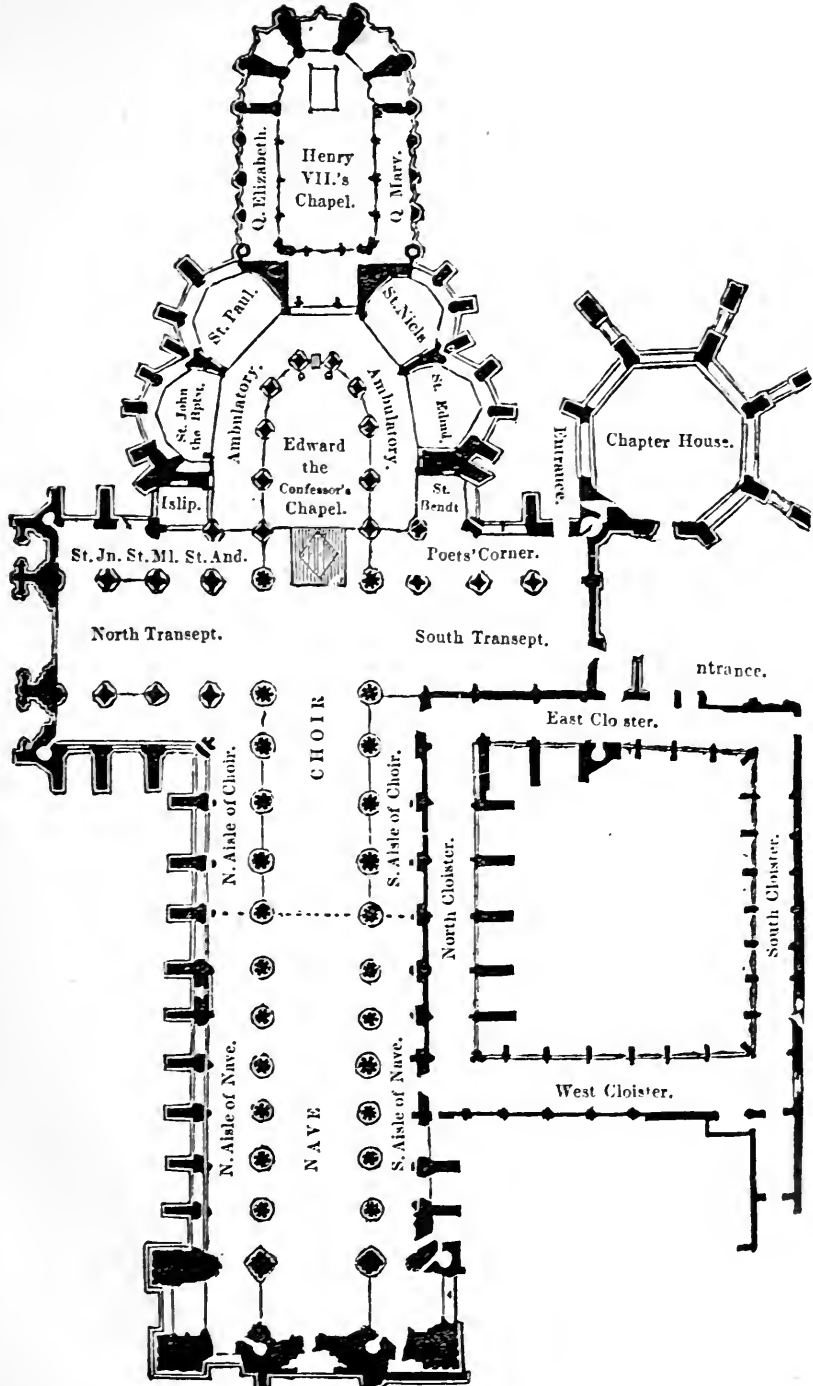 Henry
VII.'s
Chapel.
Q. Elizabeth.
Q Mary.
St. Paul.
St. Nicls
St. John
the Bptst.
Ambulatory.
Ambulatory.
St. Edmd.
Edward
the
Confessor's
Chapel.
Islip.
St.
Bendt
Entrance.
Chapter House.
St. Jn. St. Ml. St. And.
Poets' Corner.
North Transept.
South Transept.
ntrance.
East Clo ster.
CHOIR
N. Aisle of Choir.
S. Aisle of Choir.
North Cloister.
South Cloister.
N. Aisle of Nave.
NAVE
S. Aisle of Nave.
West Cloister.